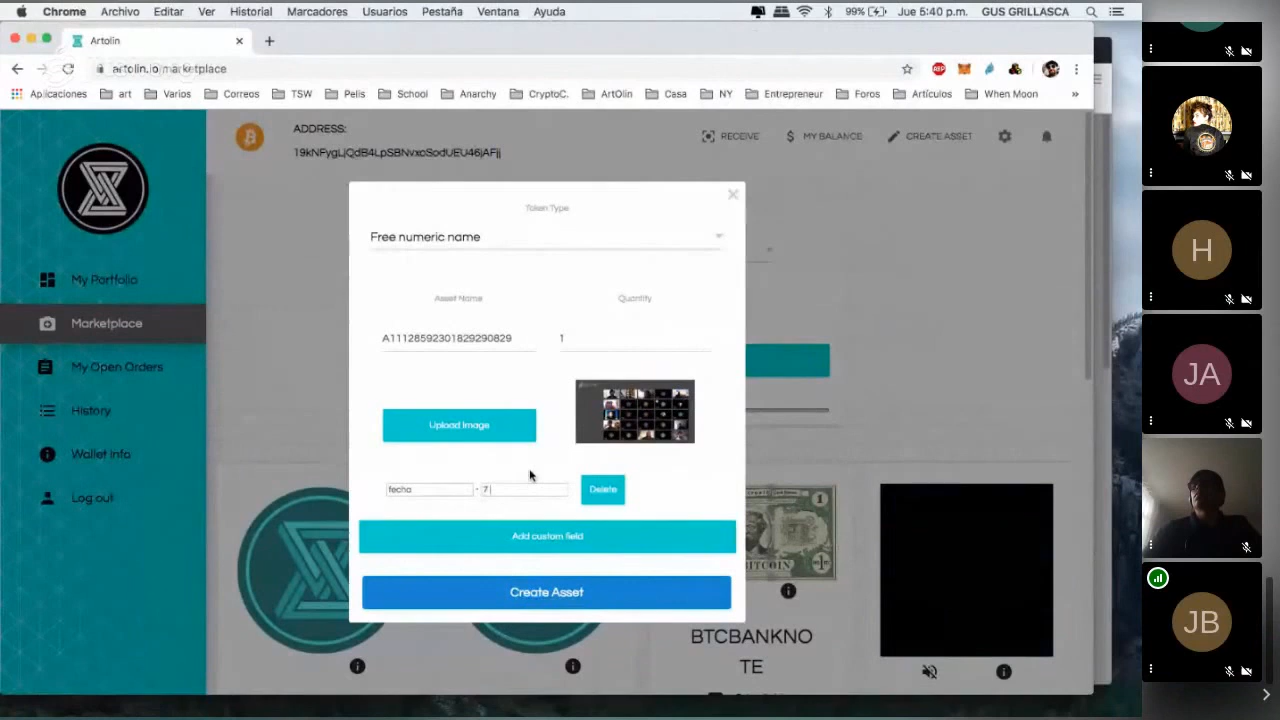 Chrome Archivo Editar Ver Historial Marcadores Usuarios Pestaña Ventana Ayuda 99% Jue 5:40 p.m. GUS GRILLASCA
Artolin
artolin.io/marketplace
Aplicaciones art Varios Correos TSW Pelis School Anarchy CryptoC. ArtOlin Casa NY Entrepreneur Foros Artículos When Moon »
ADDRESS:
RECEIVE MY BALANCE CREATE ASSET
19kNFygLjQdB4LpSBNvxoSodUEU46jAFjj
Token Type
Free numeric name
Asset Name Quantity
A11128592301829290829 1
Upload Image
fecha - 7
Delete
Add custom field
Create Asset
My Portfolio
Marketplace
My Open Orders
History
Wallet Info
Log out
BITCOIN
BTCBANKNO
TE
H
JA
JB